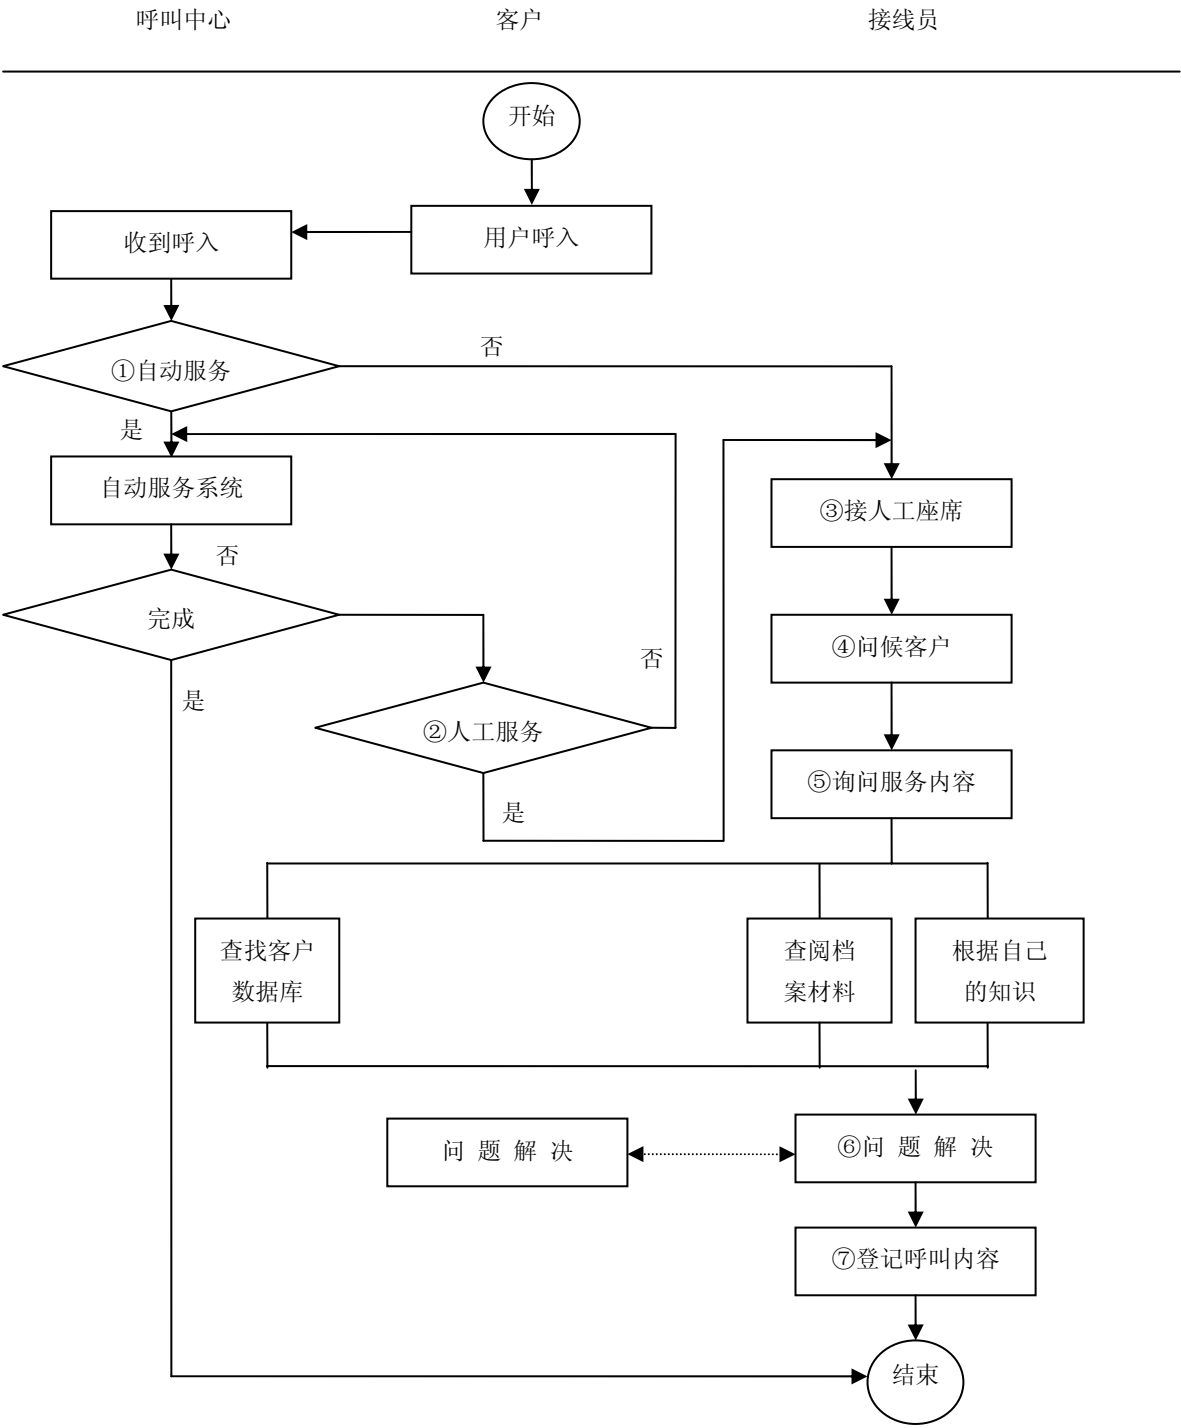 呼叫中心
客户
接线员
开始
用户呼入
收到呼入
否
①自动服务
是
自动服务系统
③接人工座席
否
完成
④问候客户
否
是
②人工服务
⑤询问服务内容
是
查找客户
数据库
查阅档
案材料
根据自己
的知识
问 题 解 决
⑥问 题 解 决
⑦登记呼叫内容
结束